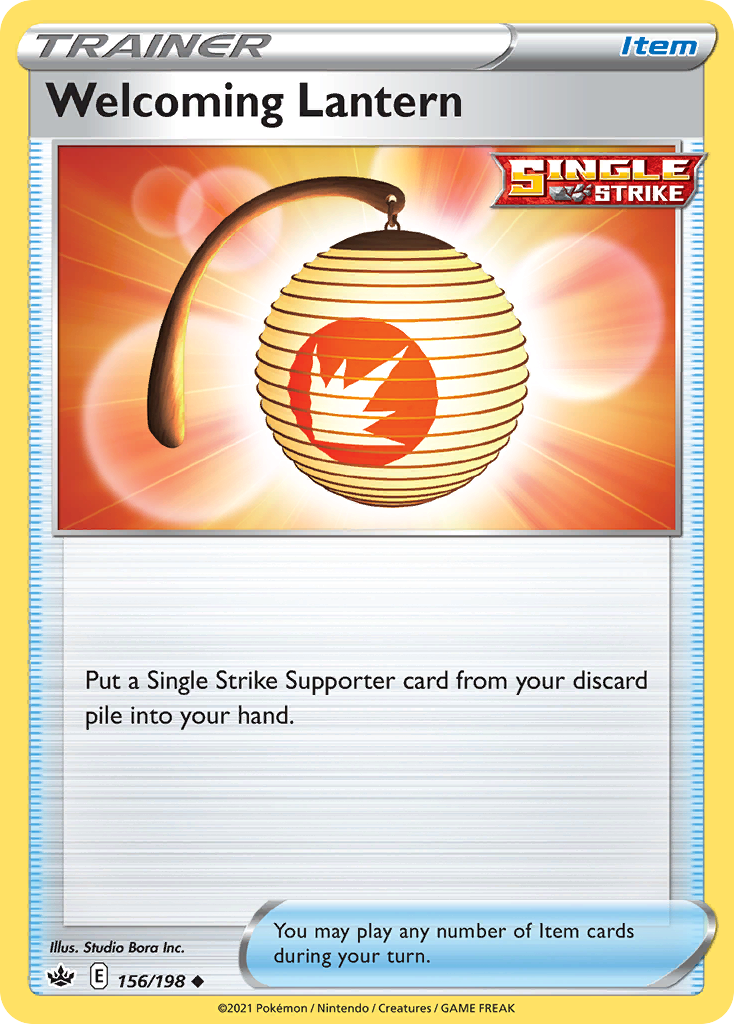 TRAINER
Item
Welcoming Lantern
SINGLE
STRIKE
Put a Single Strike Supporter card from your discard
pile into your hand.
Illus. Studio Bora Inc.
You may play any number of Item cards
during your turn.
E
156/198
©2021 Pokémon / Nintendo / Creatures / GAME FREAK